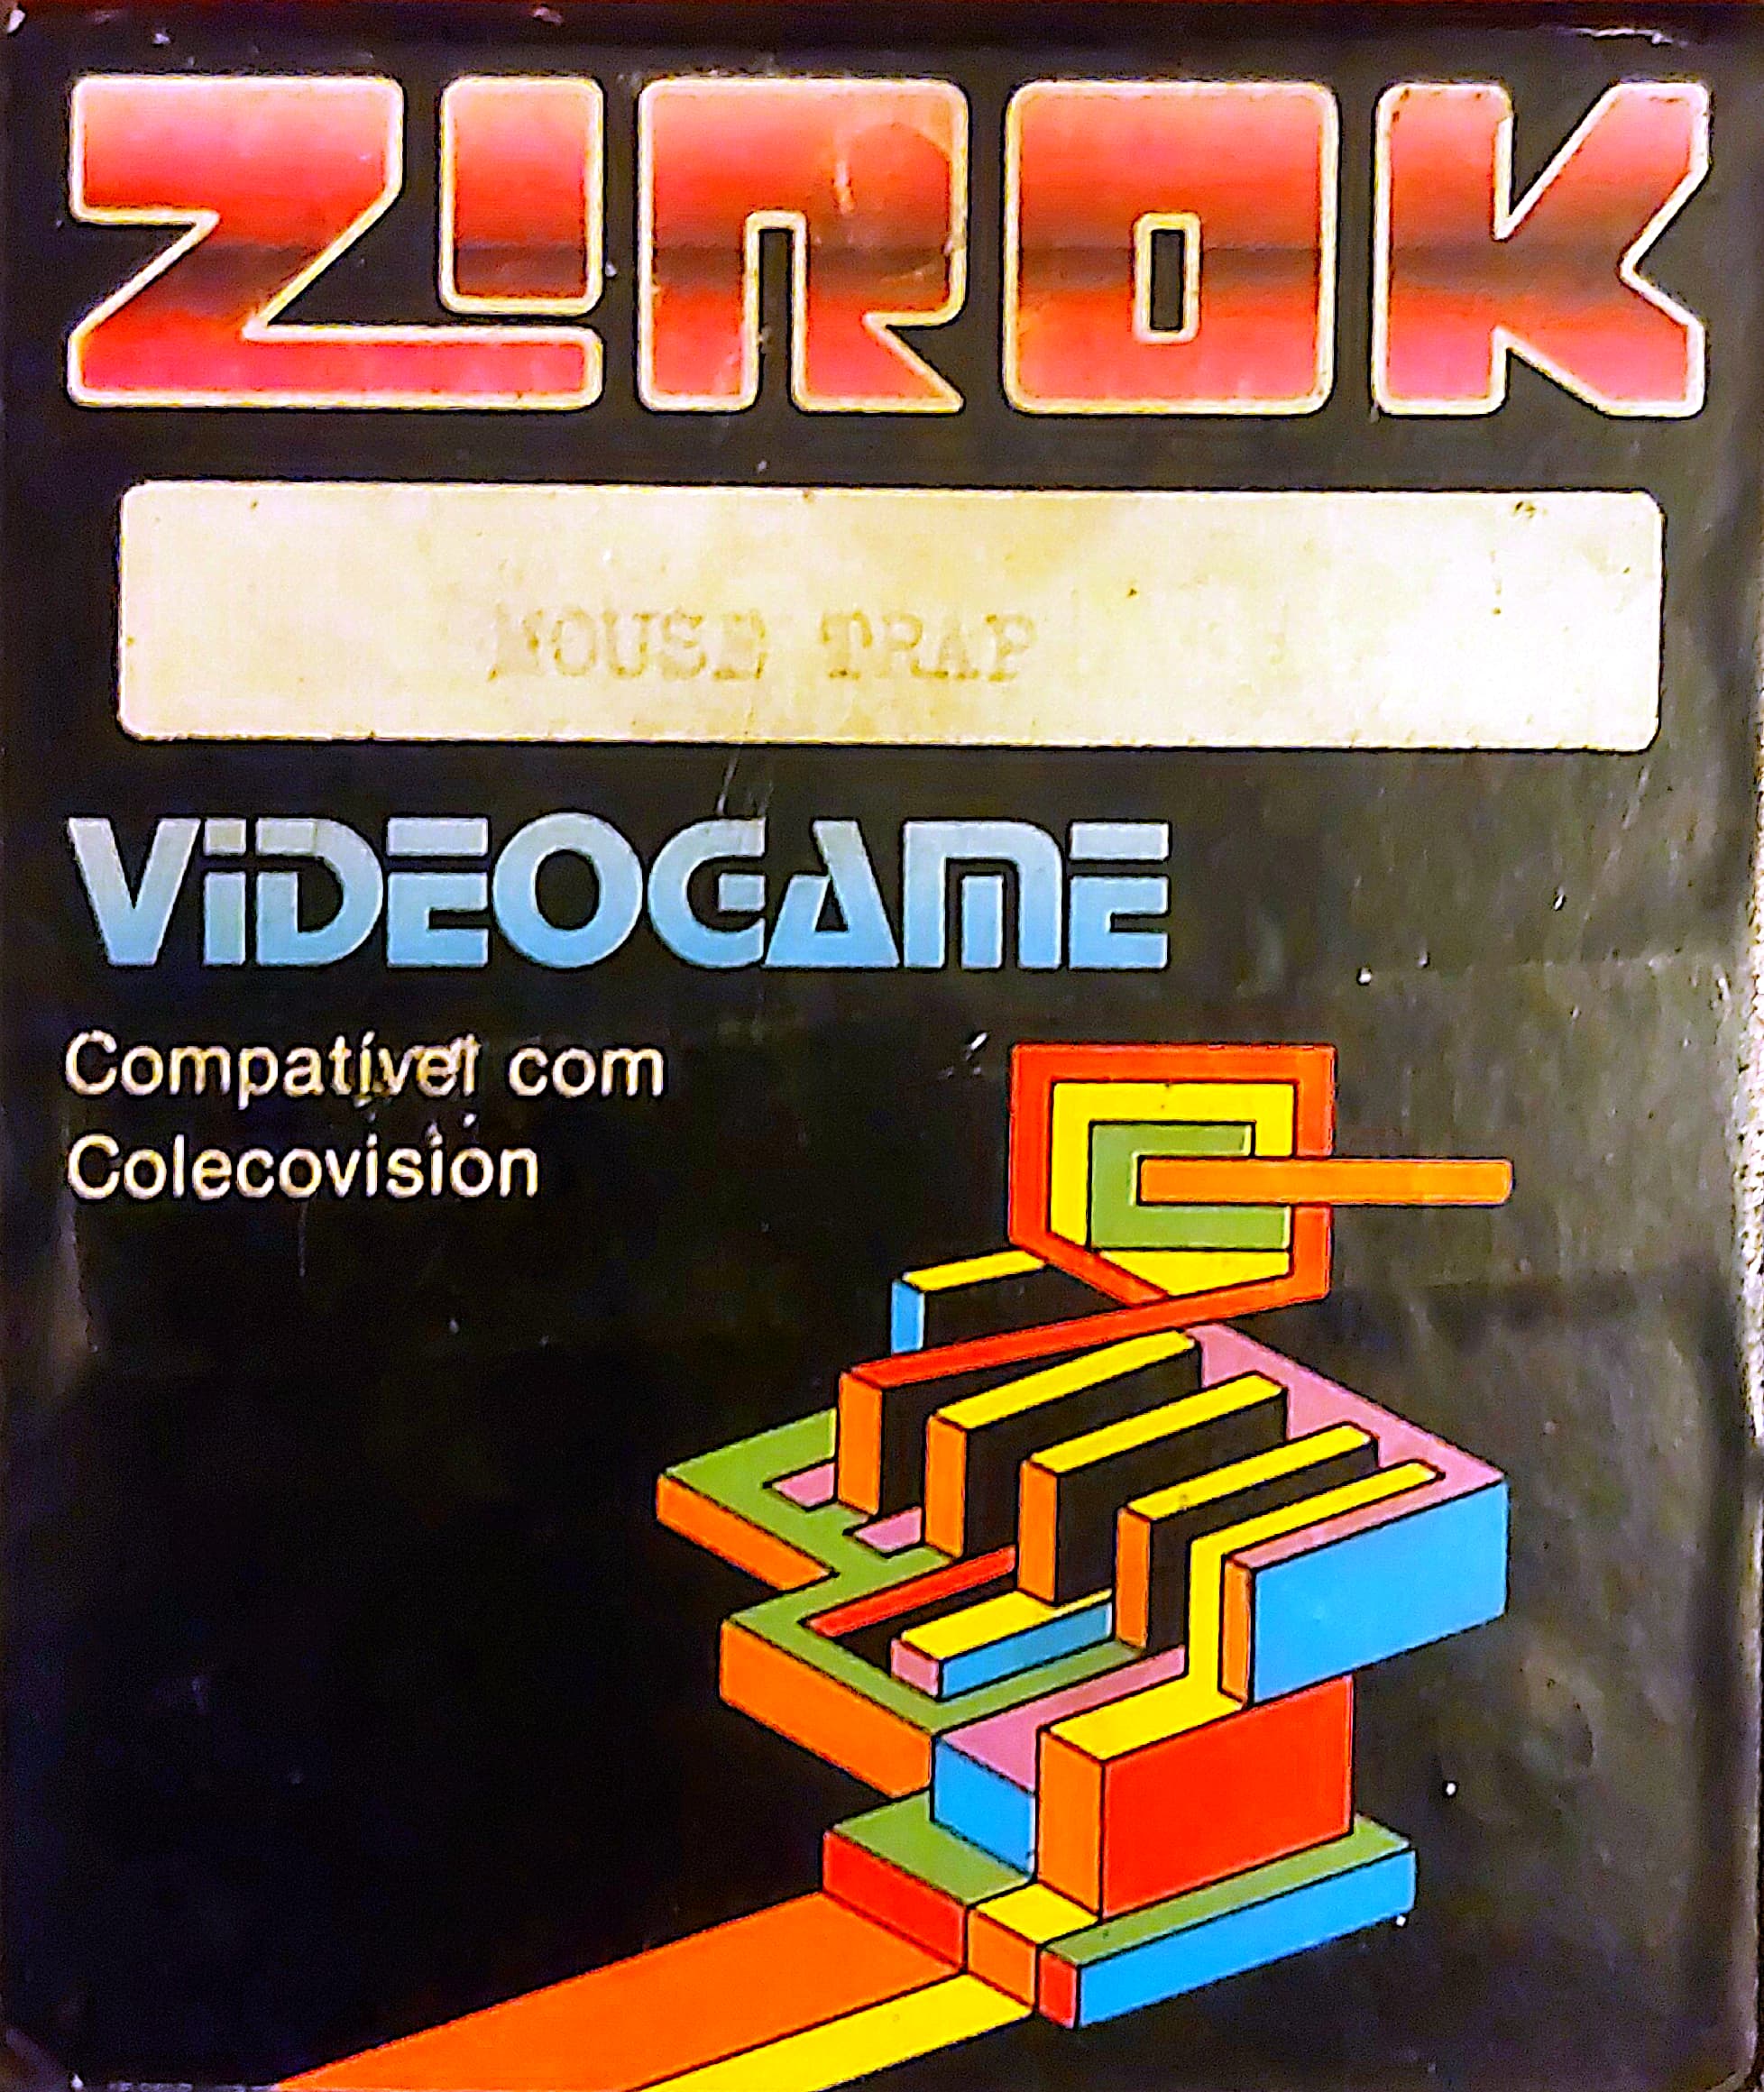 ZIROK
MOUSE TRAP
ViDEOGAME
Compatível com
Colecovision